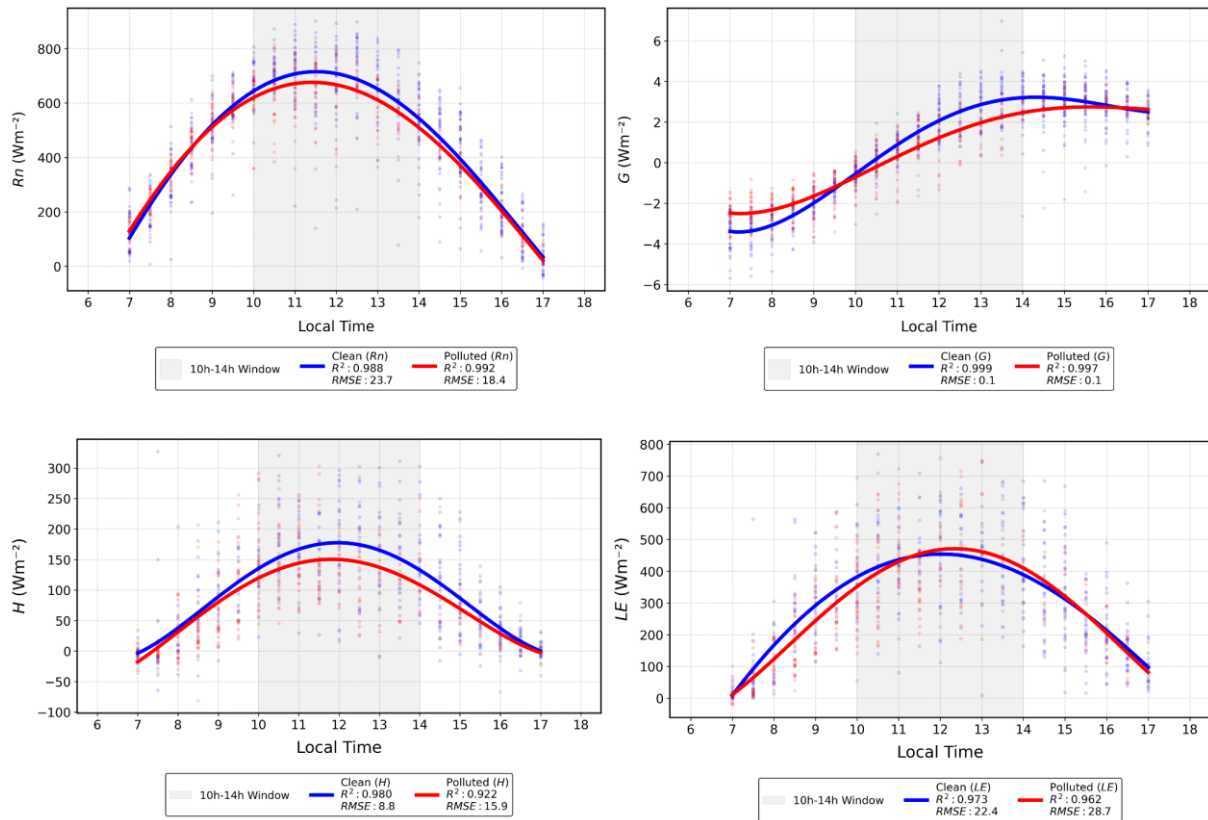 Rn (Wm⁻²)
800
600
400
200
0
6 7 8 9 10 11 12 13 14 15 16 17 18
Local Time
10h-14h Window
Clean (Rn)
R²: 0.988
RMSE: 23.7
Polluted (Rn)
R²: 0.992
RMSE: 18.4
G (Wm⁻²)
6
4
2
0
−2
−4
−6
6 7 8 9 10 11 12 13 14 15 16 17 18
Local Time
10h-14h Window
Clean (G)
R²: 0.999
RMSE: 0.1
Polluted (G)
R²: 0.997
RMSE: 0.1
H (Wm⁻²)
300
250
200
150
100
50
0
−50
−100
6 7 8 9 10 11 12 13 14 15 16 17 18
Local Time
10h-14h Window
Clean (H)
R²: 0.980
RMSE: 8.8
Polluted (H)
R²: 0.922
RMSE: 15.9
LE (Wm⁻²)
800
700
600
500
400
300
200
100
0
6 7 8 9 10 11 12 13 14 15 16 17 18
Local Time
10h-14h Window
Clean (LE)
R²: 0.973
RMSE: 22.4
Polluted (LE)
R²: 0.962
RMSE: 28.7